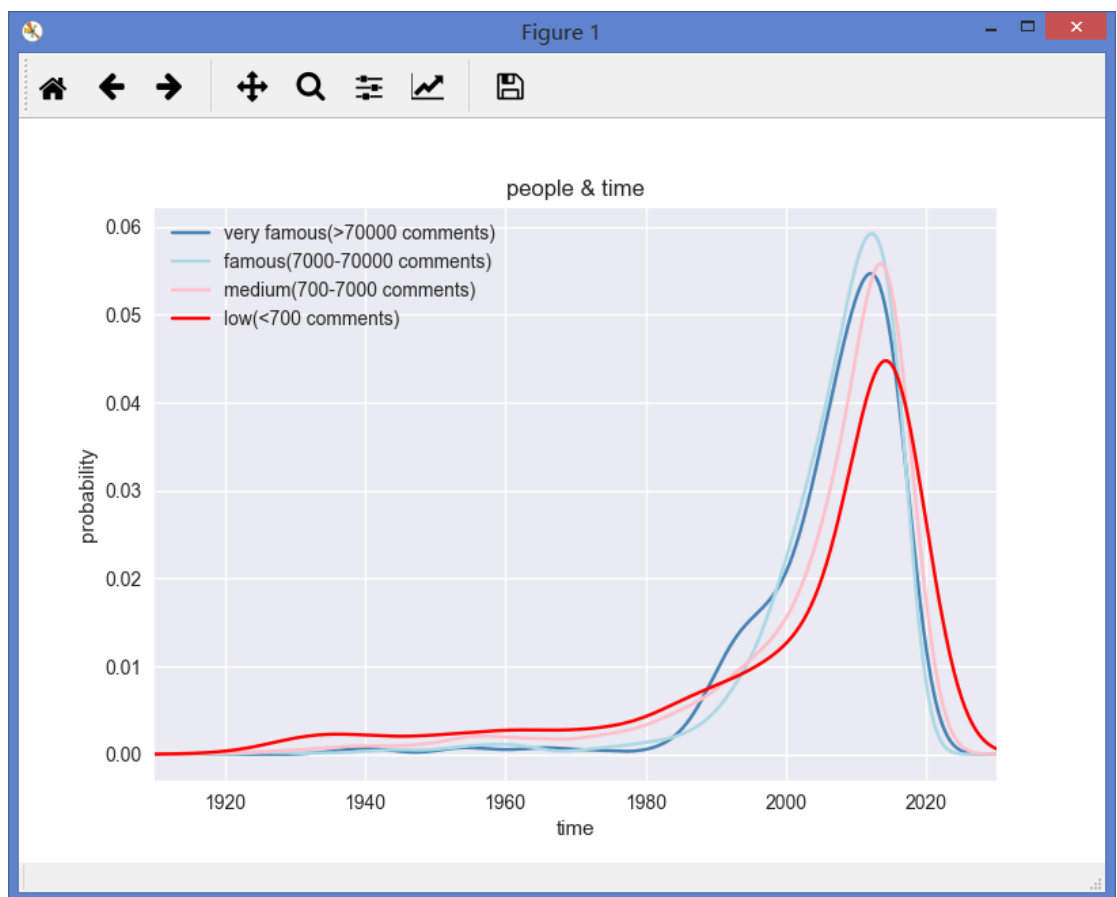 Figure 1
people & time
very famous(>70000 comments)
famous(7000-70000 comments)
medium(700-7000 comments)
low(<700 comments)
0.06
0.05
0.04
0.03
0.02
0.01
0.00
probability
1920 1940 1960 1980 2000 2020
time